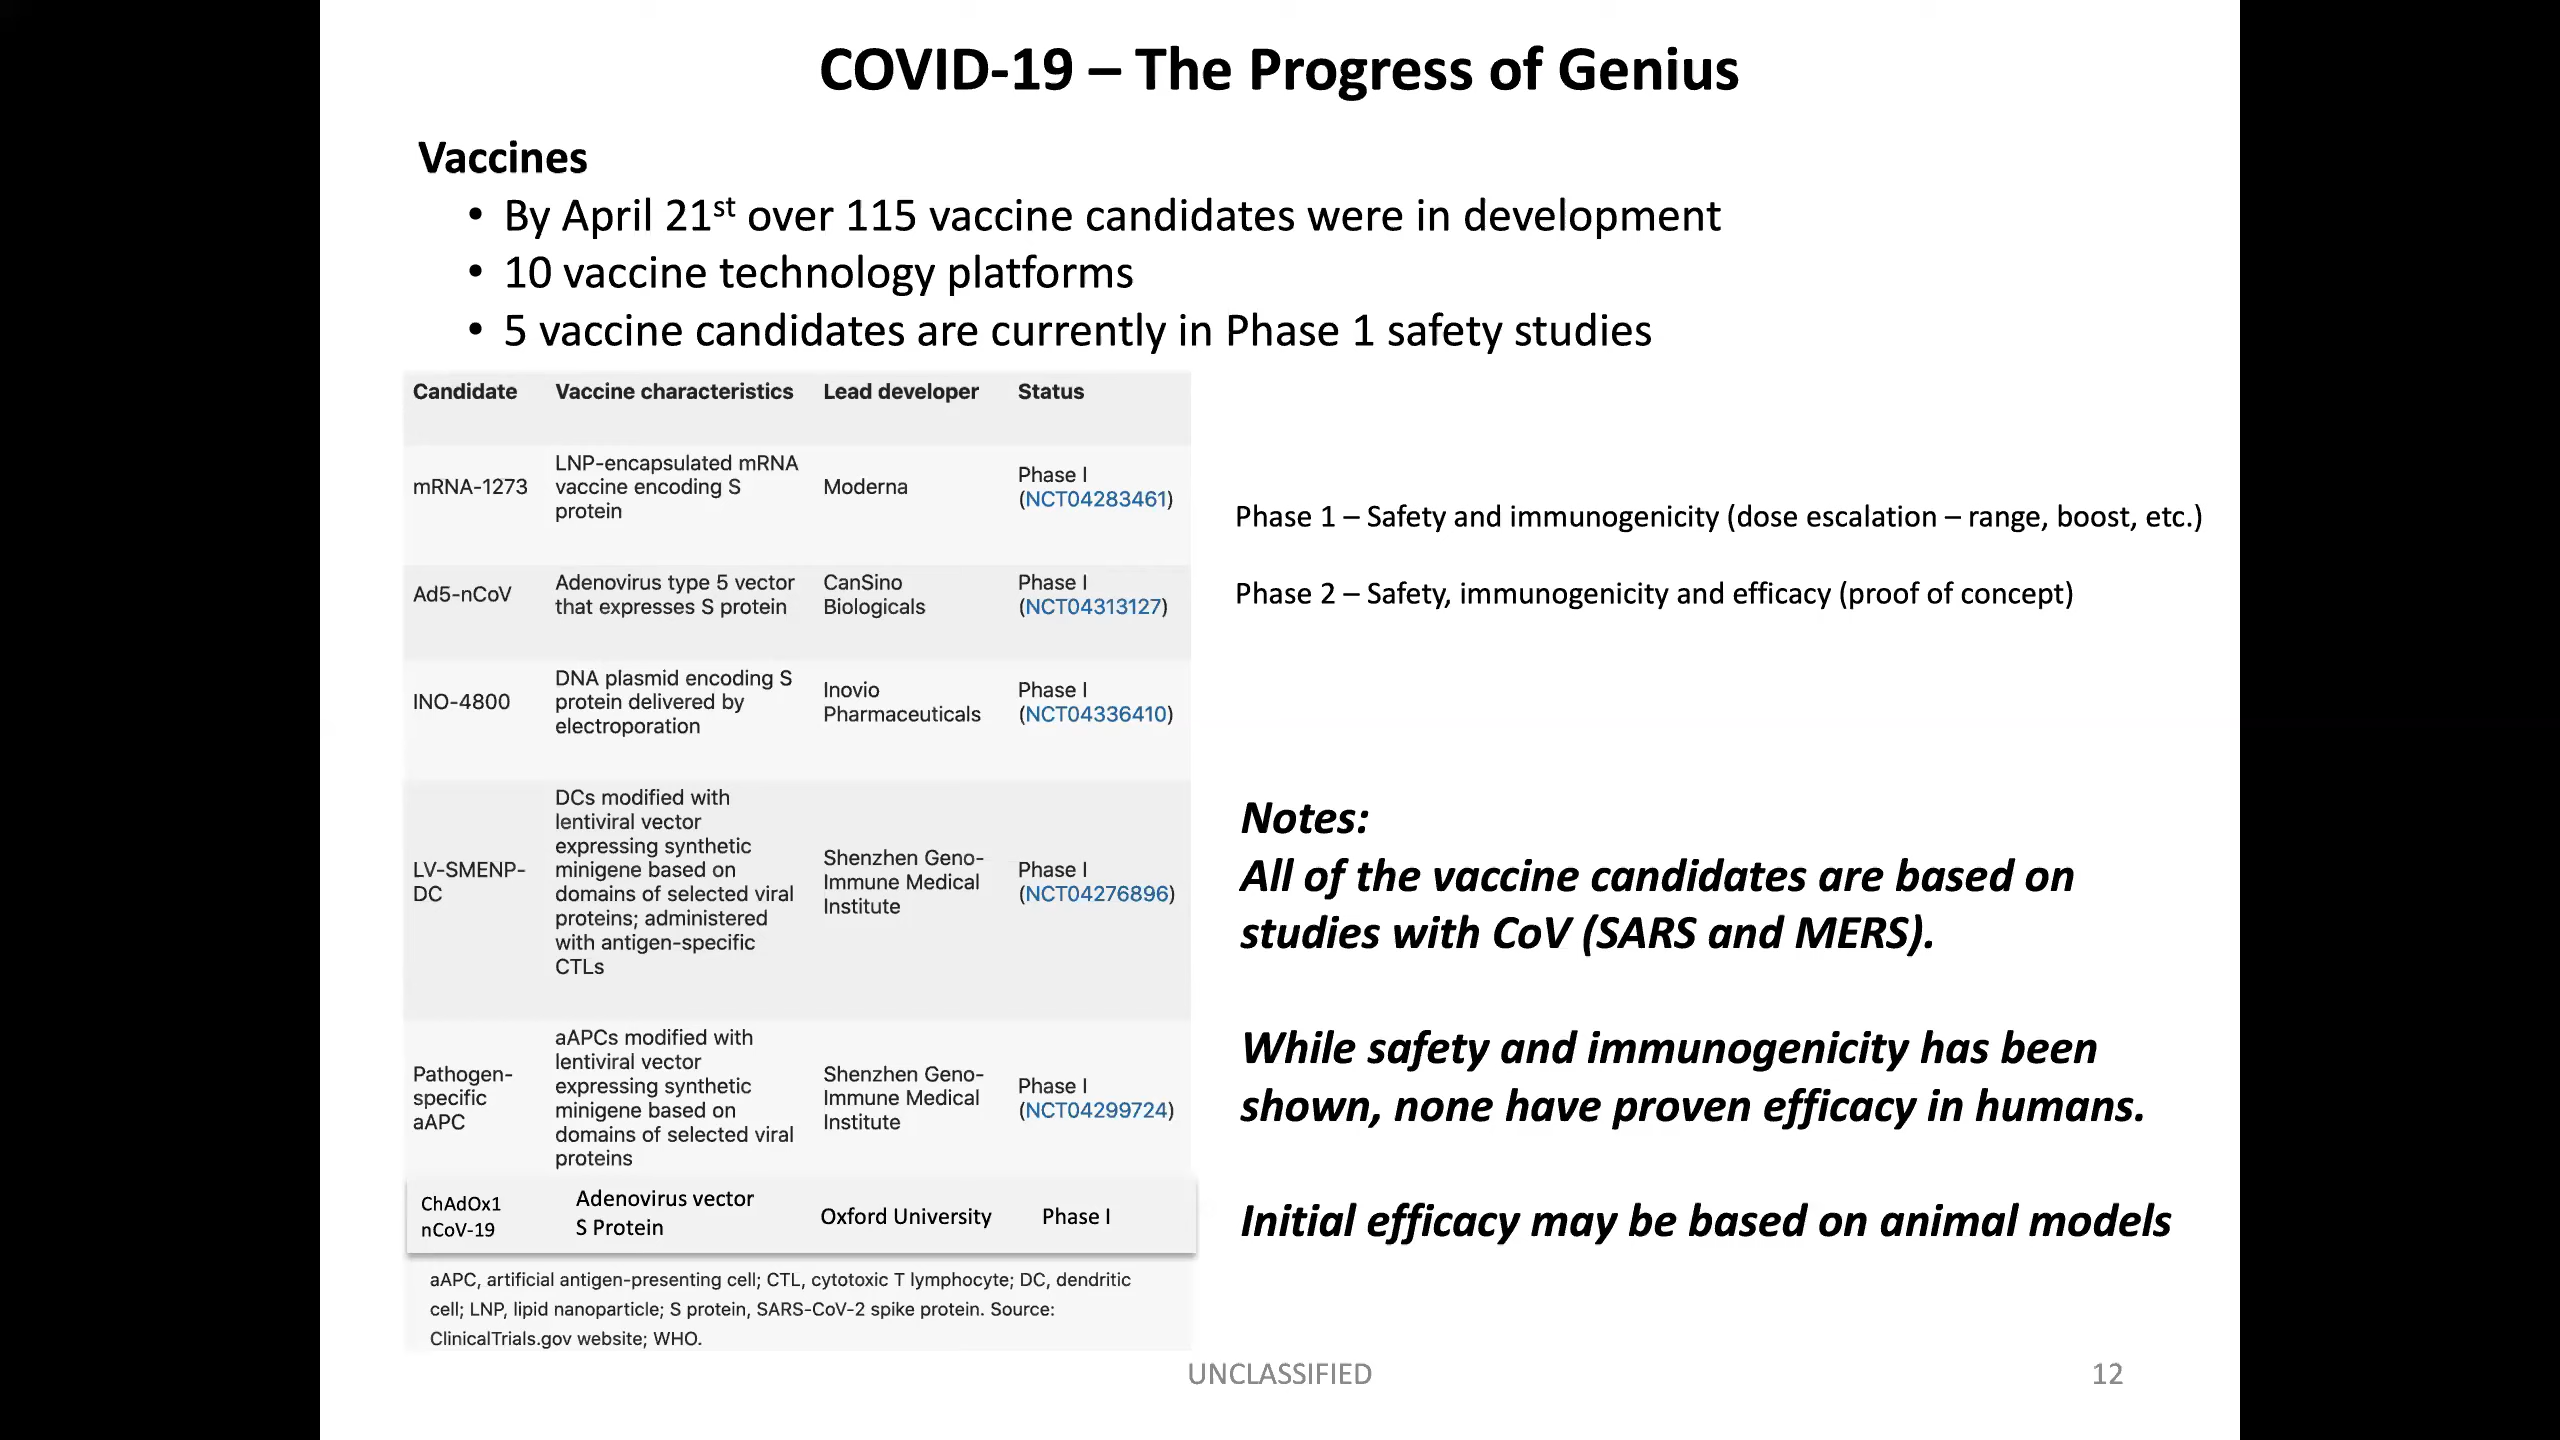 COVID-19 – The Progress of Genius
Vaccines
• By April 21st over 115 vaccine candidates were in development
• 10 vaccine technology platforms
• 5 vaccine candidates are currently in Phase 1 safety studies
Candidate Vaccine characteristics Lead developer Status
mRNA-1273
LNP-encapsulated mRNA
vaccine encoding S
protein
Moderna
Phase I
(NCT04283461)
Ad5-nCoV
Adenovirus type 5 vector
that expresses S protein
CanSino
Biologicals
Phase I
(NCT04313127)
INO-4800
DNA plasmid encoding S
protein delivered by
electroporation
Inovio
Pharmaceuticals
Phase I
(NCT04336410)
LV-SMENP-
DC
DCs modified with
lentiviral vector
expressing synthetic
minigene based on
domains of selected viral
proteins; administered
with antigen-specific
CTLs
Shenzhen Geno-
Immune Medical
Institute
Phase I
(NCT04276896)
Pathogen-
specific
aAPC
aAPCs modified with
lentiviral vector
expressing synthetic
minigene based on
domains of selected viral
proteins
Shenzhen Geno-
Immune Medical
Institute
Phase I
(NCT04299724)
ChAdOx1
nCoV-19
Adenovirus vector
S Protein
Oxford University
Phase I
aAPC, artificial antigen-presenting cell; CTL, cytotoxic T lymphocyte; DC, dendritic
cell; LNP, lipid nanoparticle; S protein, SARS-CoV-2 spike protein. Source:
ClinicalTrials.gov website; WHO.
Phase 1 – Safety and immunogenicity (dose escalation – range, boost, etc.)
Phase 2 – Safety, immunogenicity and efficacy (proof of concept)
Notes:
All of the vaccine candidates are based on
studies with CoV (SARS and MERS).
While safety and immunogenicity has been
shown, none have proven efficacy in humans.
Initial efficacy may be based on animal models
UNCLASSIFIED
12